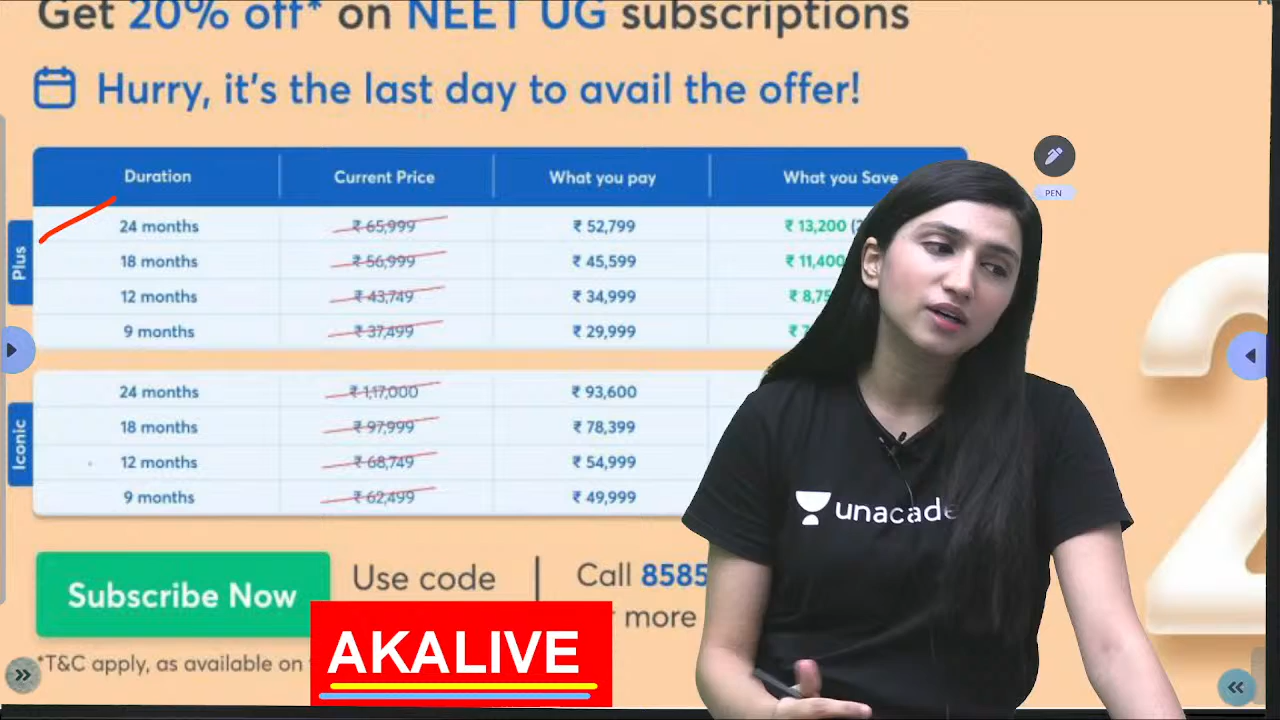 Get 20% off* on NEET UG subscriptions
Hurry, it's the last day to avail the offer!
Duration Current Price What you pay What you Save
PEN
Plus
24 months ₹ 65,999 ₹ 52,799 ₹ 13,200
18 months ₹ 56,999 ₹ 45,599 ₹ 11,400
12 months ₹ 43,749 ₹ 34,999
9 months ₹ 37,499 ₹ 29,999
Iconic
24 months ₹ 1,17,000 ₹ 93,600
18 months ₹ 97,999 ₹ 78,399
12 months ₹ 68,749 ₹ 54,999
9 months ₹ 62,499 ₹ 49,999
unacade
Subscribe Now Use code Call 8585
more
AKALIVE
*T&C apply, as available on